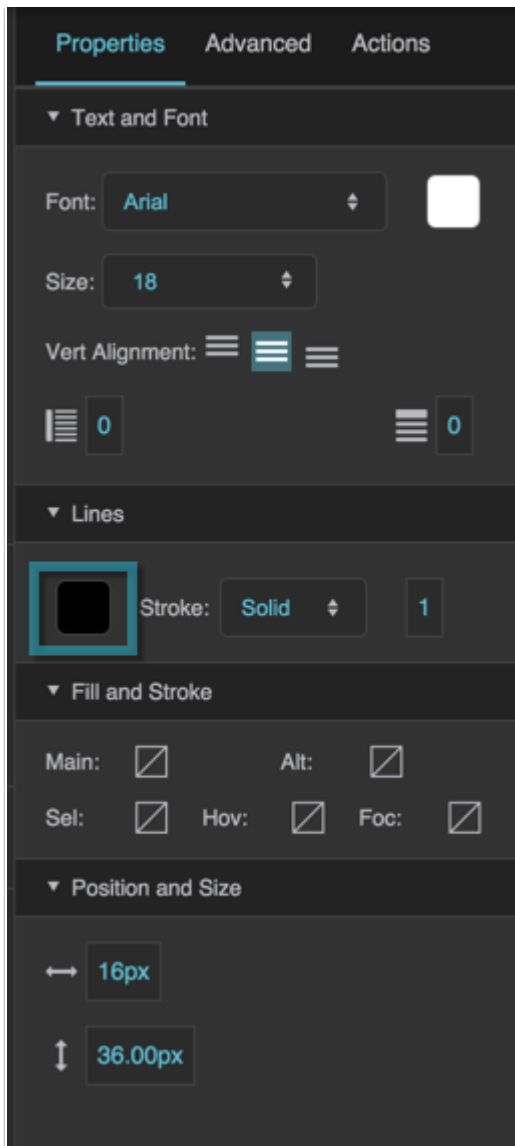 Properties Advanced Actions
Text and Font
Font: Arial
Size: 18
Vert Alignment:
0 0
Lines
Stroke: Solid 1
Fill and Stroke
Main: Alt:
Sel: Hov: Foc:
Position and Size
16px
36.00px